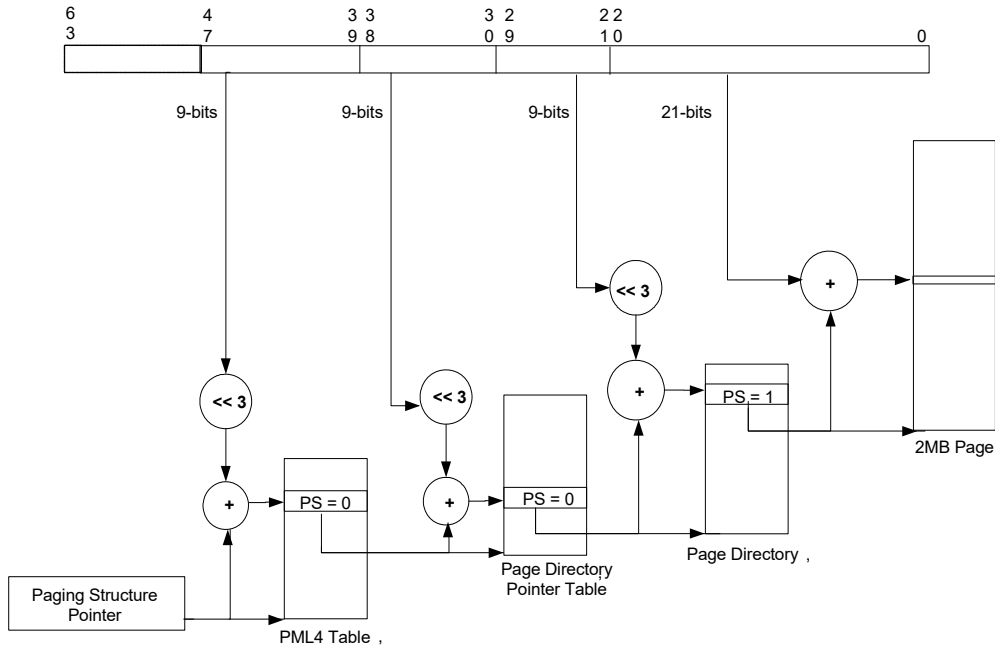 6 4 3 3 3 2 2 2
3 7 9 8 0 9 1 0 0
9-bits 9-bits 9-bits 21-bits
<< 3
+
<< 3
<< 3
PS = 1
2MB Page
+
PS = 0
+
PS = 0
Page Directory ,
Page Directory,
Pointer Table
Paging Structure
Pointer
PML4 Table ,
+